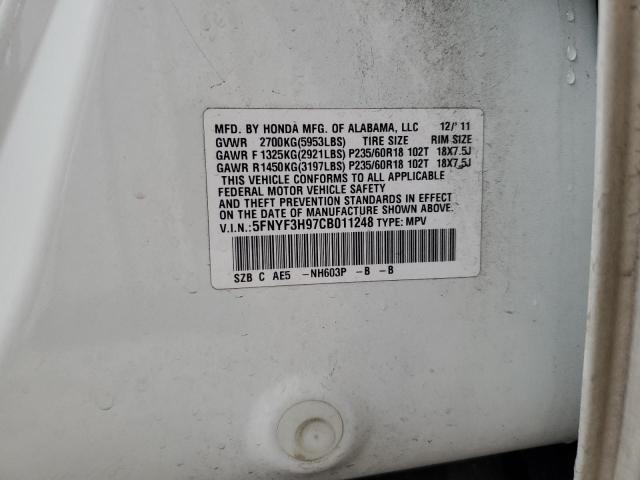 MFD. BY HONDA MFG. OF ALABAMA, LLC 12/'11
GVWR 2700KG(5953LBS) TIRE SIZE RIM SIZE
GAWR F 1325KG(2921LBS) P235/60R18 102T 18X7.5J
GAWR R1450KG(3197LBS) P235/60R18 102T 18X7.5J
THIS VEHICLE CONFORMS TO ALL APPLICABLE
FEDERAL MOTOR VEHICLE SAFETY
AND THEFT PREVENTION STANDARDS IN EFFECT
ON THE DATE OF MANUFACTURE SHOWN ABOVE.
V.I.N.:5FNYF3H97CB011248 TYPE: MPV
SZB C AE5 -NH603P -B -B